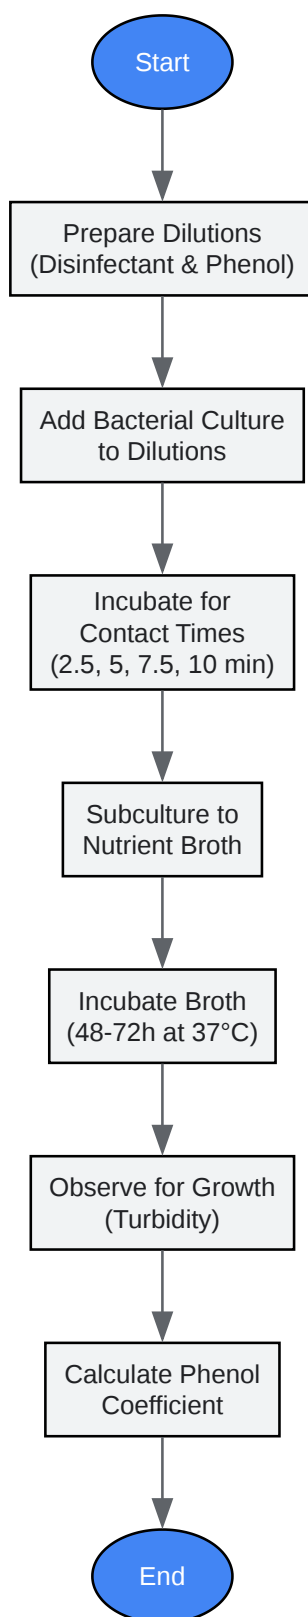 Start
Prepare Dilutions
(Disinfectant & Phenol)
Add Bacterial Culture
to Dilutions
Incubate for
Contact Times
(2.5, 5, 7.5, 10 min)
Subculture to
Nutrient Broth
Incubate Broth
(48-72h at 37°C)
Observe for Growth
(Turbidity)
Calculate Phenol
Coefficient
End